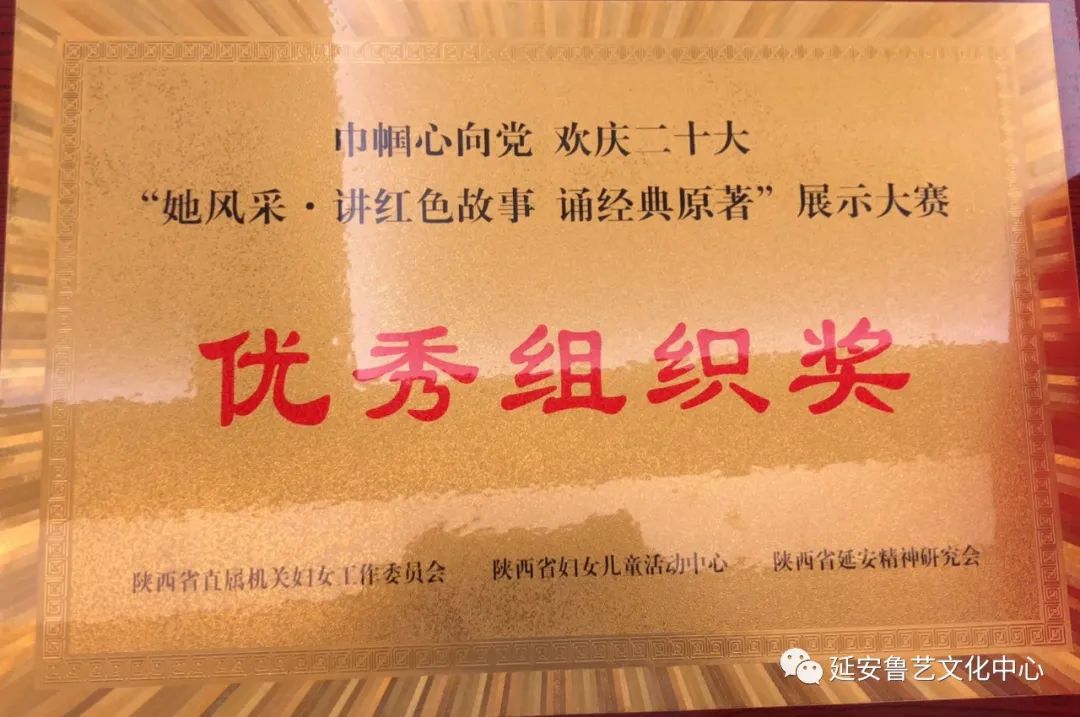 巾帼心向党 欢庆二十大
“她风采·讲红色故事 诵经典原著”展示大赛
优秀组织奖
陕西省直属机关妇女工作委员会 陕西省妇女儿童活动中心 陕西省延安精神研究会
延安鲁艺文化中心